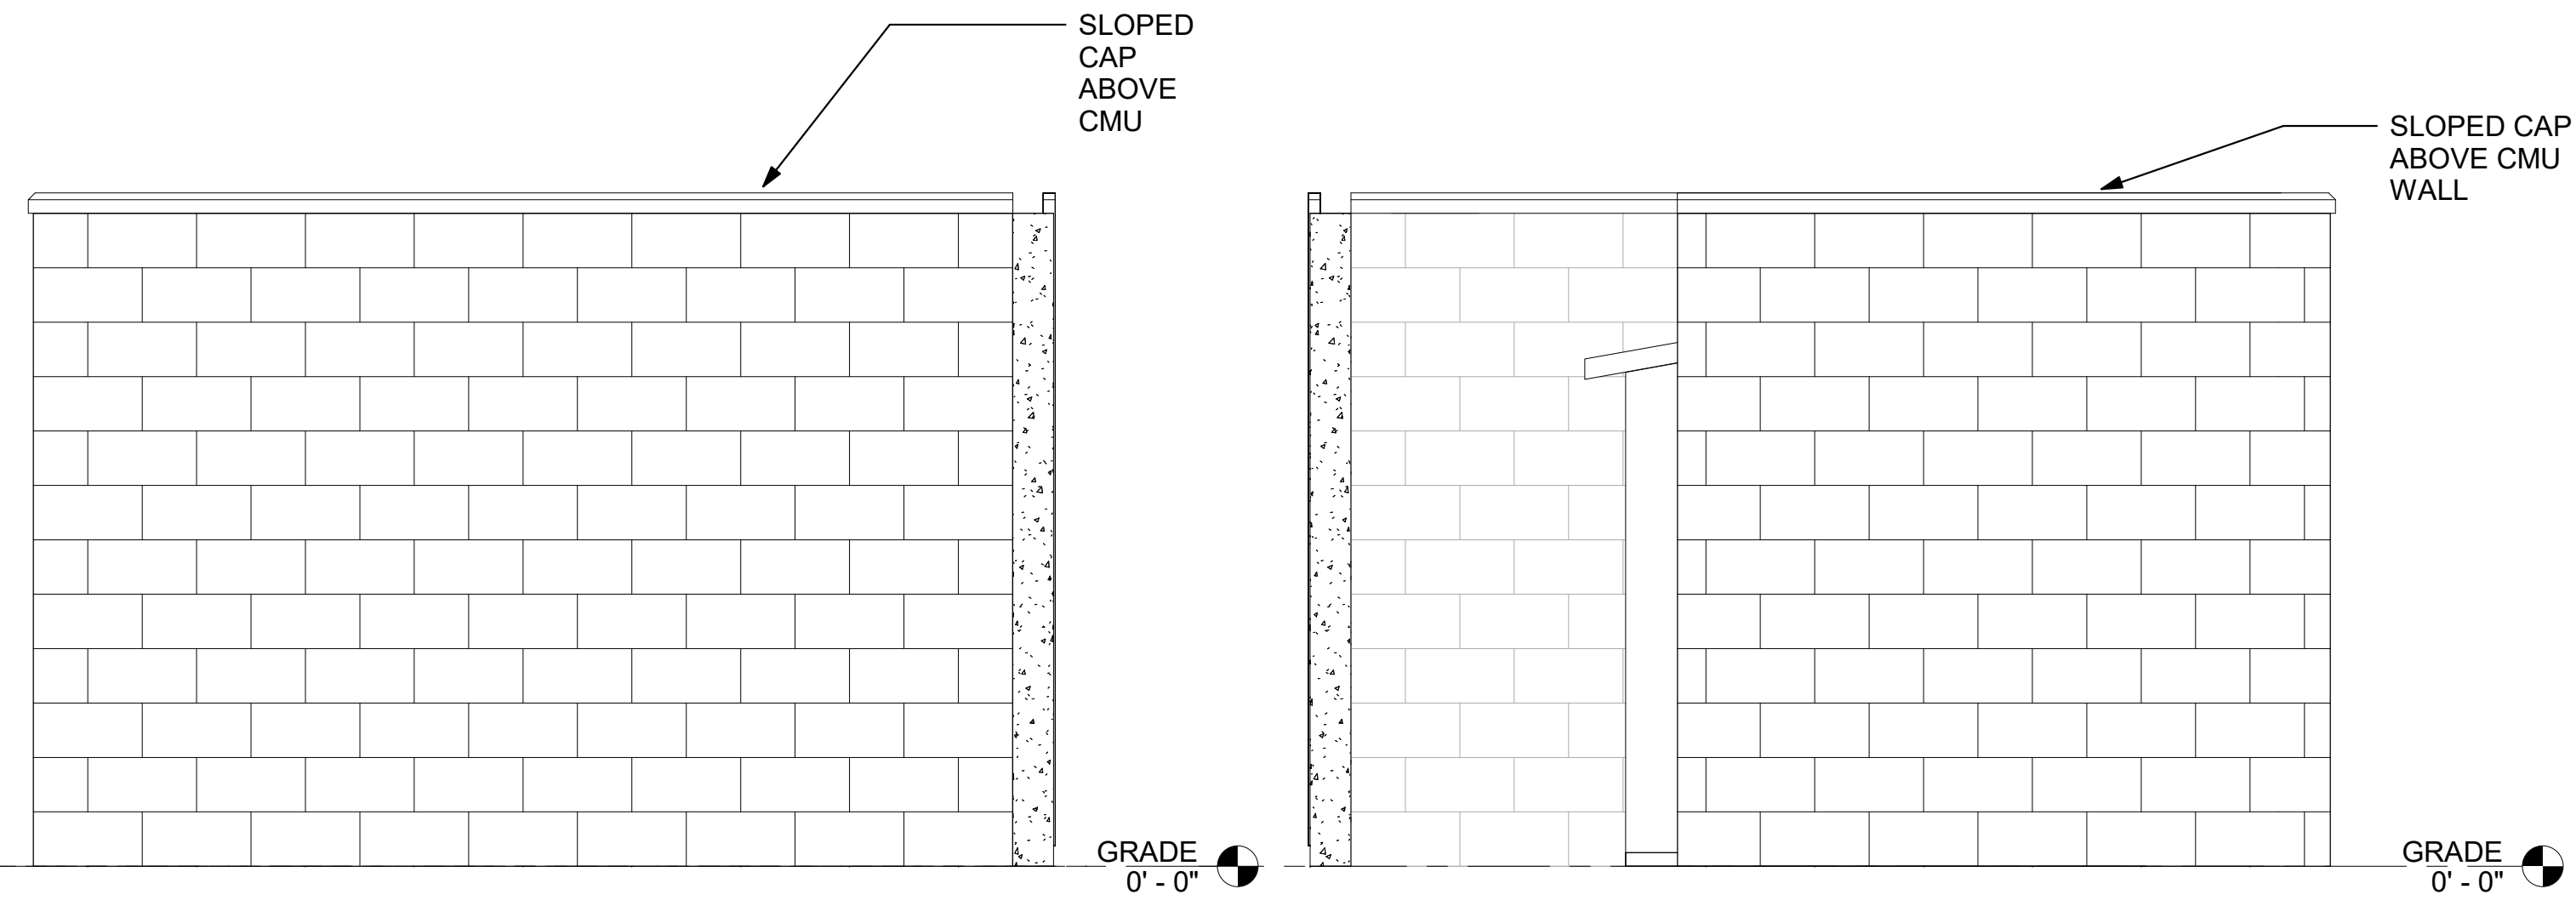 SLOPED
CAP
ABOVE
CMU
SLOPED CAP
ABOVE CMU
WALL
GRADE
0' - 0"
GRADE
0' - 0"